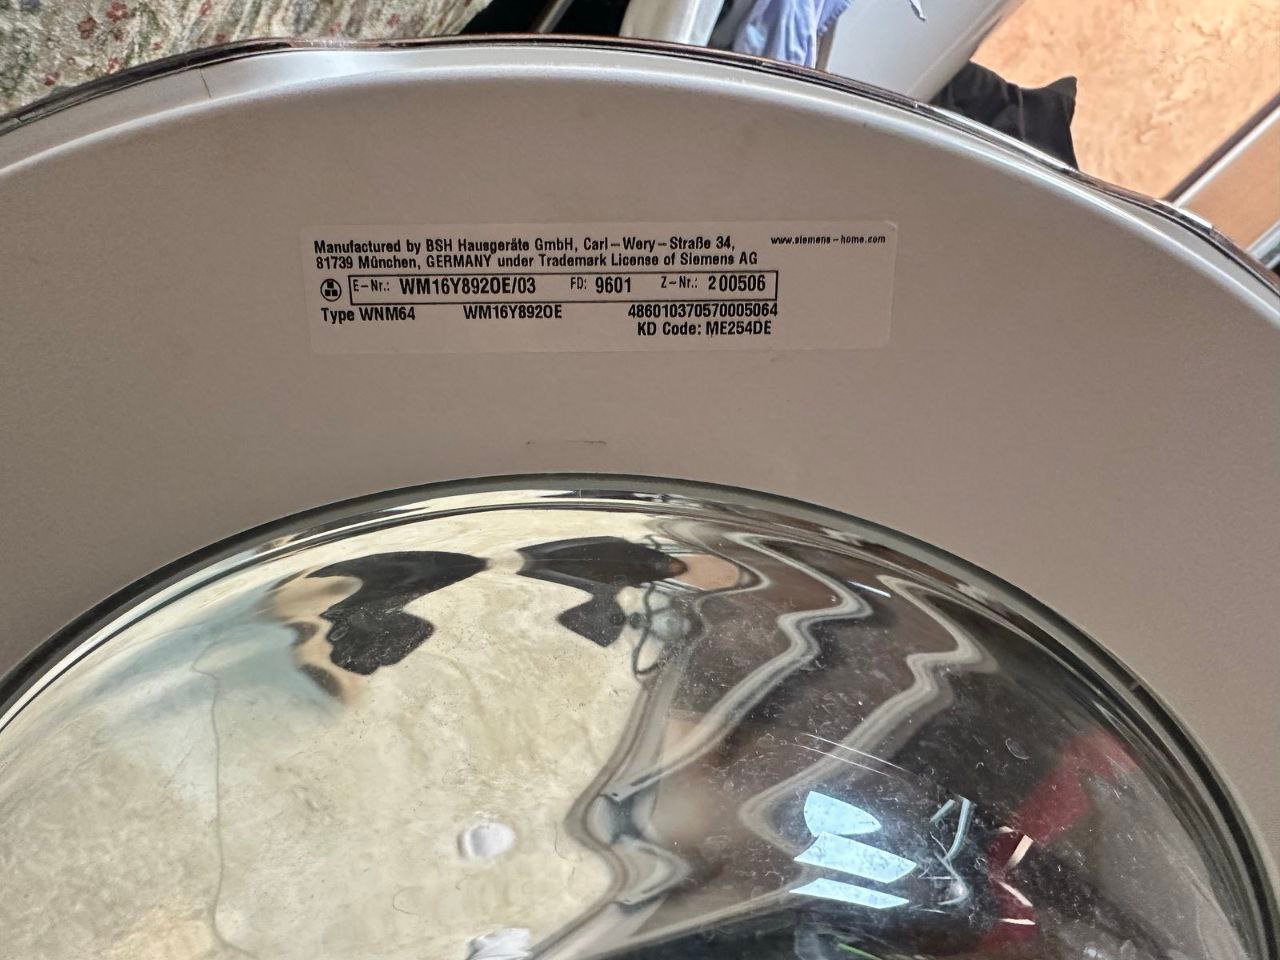 Manufactured by BSH Hausgeräte GmbH, Carl-Wery-Straße 34,
www.siemens-home.com
81739 München, GERMANY under Trademark License of Siemens AG
E-Nr.: WM16Y892OE/03 FD: 9601 Z-Nr.: 200506
Type WNM64 WM16Y892OE 486010370570005064
KD Code: ME254DE